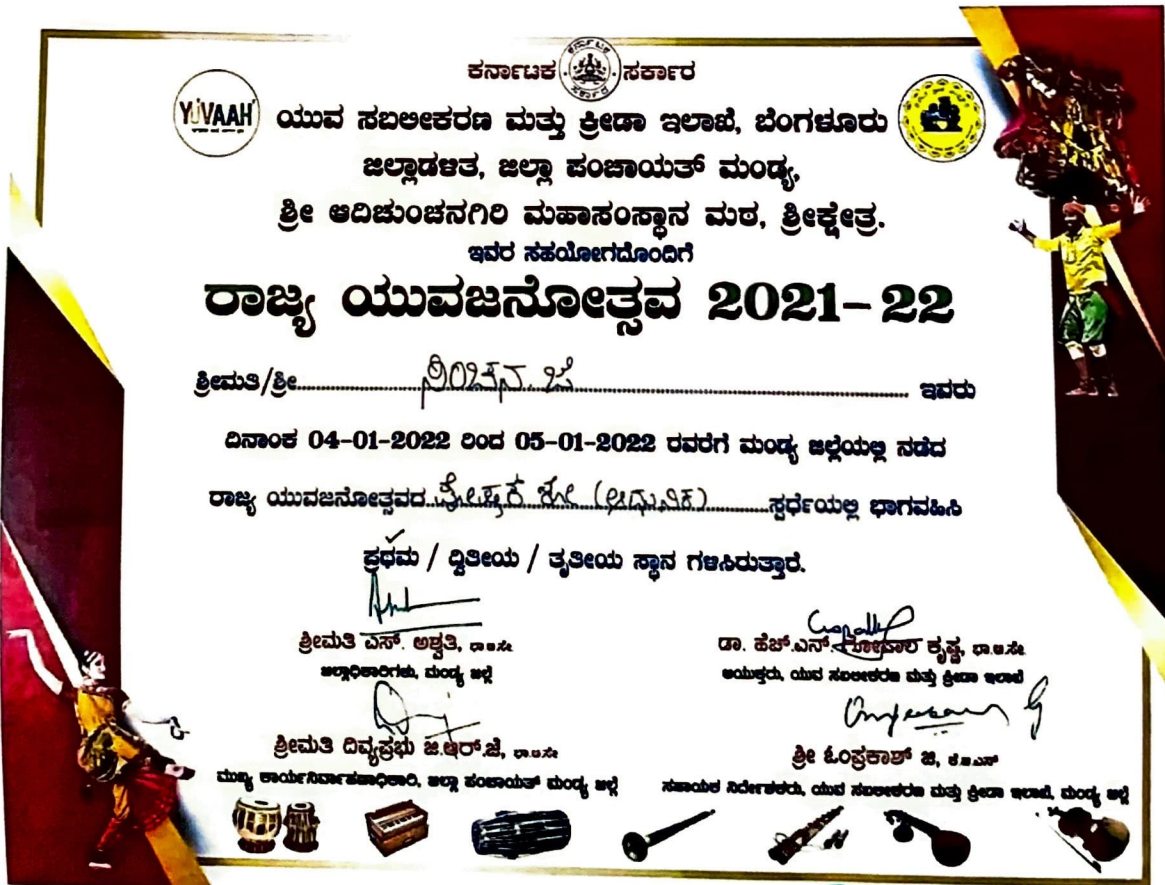 ಕರ್ನಾಟಕ ಸರ್ಕಾರ
YUVAAH
ಯುವ ಸಬಲೀಕರಣ ಮತ್ತು ಕ್ರೀಡಾ ಇಲಾಖೆ, ಬೆಂಗಳೂರು
ಜಿಲ್ಲಾಡಳಿತ, ಜಿಲ್ಲಾ ಪಂಚಾಯತ್ ಮಂಡ್ಯ,
ಶ್ರೀ ಆದಿಚುಂಚನಗಿರಿ ಮಹಾಸಂಸ್ಥಾನ ಮಠ, ಶ್ರೀಕ್ಷೇತ್ರ.
ಇವರ ಸಹಯೋಗದೊಂದಿಗೆ
ರಾಜ್ಯ ಯುವಜನೋತ್ಸವ 2021-22
ಶ್ರೀಮತಿ/ಶ್ರೀ ಸಿಂಚನ. ಜೆ ಇವರು
ದಿನಾಂಕ 04-01-2022 ರಿಂದ 05-01-2022 ರವರೆಗೆ ಮಂಡ್ಯ ಜಿಲ್ಲೆಯಲ್ಲಿ ನಡೆದ
ರಾಜ್ಯ ಯುವಜನೋತ್ಸವದ (ಆಧುನಿಕ) ಸ್ಪರ್ಧೆಯಲ್ಲಿ ಭಾಗವಹಿಸಿ
ಪ್ರಥಮ / ದ್ವಿತೀಯ / ತೃತೀಯ ಸ್ಥಾನ ಗಳಿಸಿರುತ್ತಾರೆ.
ಶ್ರೀಮತಿ ಎಸ್. ಅಶ್ವತಿ, ಭಾ.ಆ.ಸೇ
ಜಿಲ್ಲಾಧಿಕಾರಿಗಳು, ಮಂಡ್ಯ ಜಿಲ್ಲೆ
ಡಾ. ಹೆಚ್.ಎನ್. ಗೋಪಾಲ ಕೃಷ್ಣ, ಭಾ.ಆ.ಸೇ
ಆಯುಕ್ತರು, ಯುವ ಸಬಲೀಕರಣ ಮತ್ತು ಕ್ರೀಡಾ ಇಲಾಖೆ
ಶ್ರೀಮತಿ ದಿವ್ಯಪ್ರಭು ಜಿ.ಆರ್.ಜೆ, ಭಾ.ಆ.ಸೇ
ಮುಖ್ಯ ಕಾರ್ಯನಿರ್ವಾಹಣಾಧಿಕಾರಿ, ಜಿಲ್ಲಾ ಪಂಚಾಯತ್ ಮಂಡ್ಯ ಜಿಲ್ಲೆ
ಶ್ರೀ ಓಂಪ್ರಕಾಶ್ ಜಿ, ಕೆ.ಇ.ಎಸ್
ಸಹಾಯಕ ನಿರ್ದೇಶಕರು, ಯುವ ಸಬಲೀಕರಣ ಮತ್ತು ಕ್ರೀಡಾ ಇಲಾಖೆ, ಮಂಡ್ಯ ಜಿಲ್ಲೆ